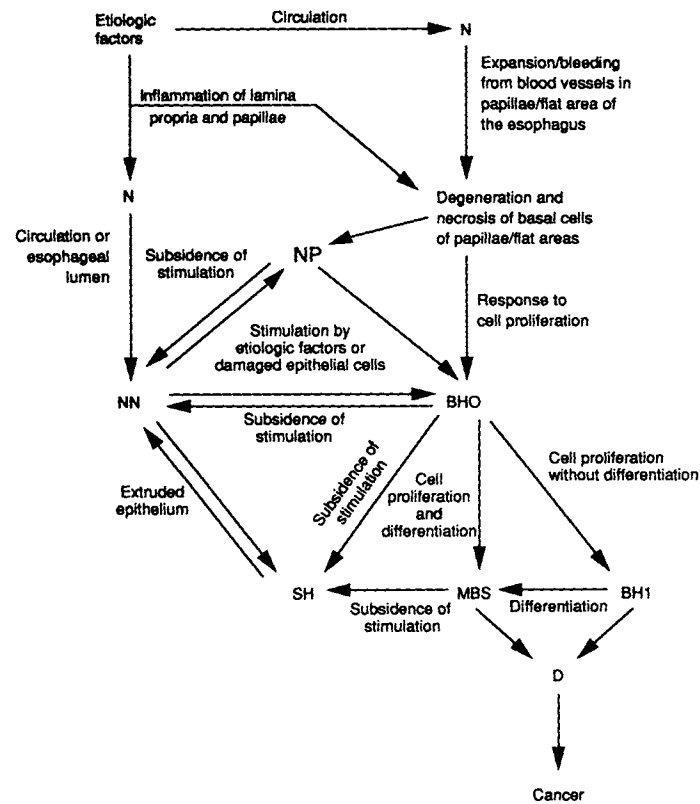 Etiologic
factors
Circulation
N
Expansion/bleeding
from blood vessels in
papillae/flat area of
the esophagus
Inflammation of lamina
propria and papillae
N
Degeneration and
necrosis of basal cells
of papillae/flat areas
Circulation or
esophageal
lumen
Subsidence of
stimulation
NP
Response to
cell proliferation
Stimulation by
etiologic factors or
damaged epithelial cells
NN
BHO
Subsidence of
stimulation
Extruded
epithelium
Subsidence of
stimulation
Cell
proliferation
and
differentiation
Cell proliferation
without differentiation
SH
Subsidence of
stimulation
MBS
Differentiation
BH1
D
Cancer